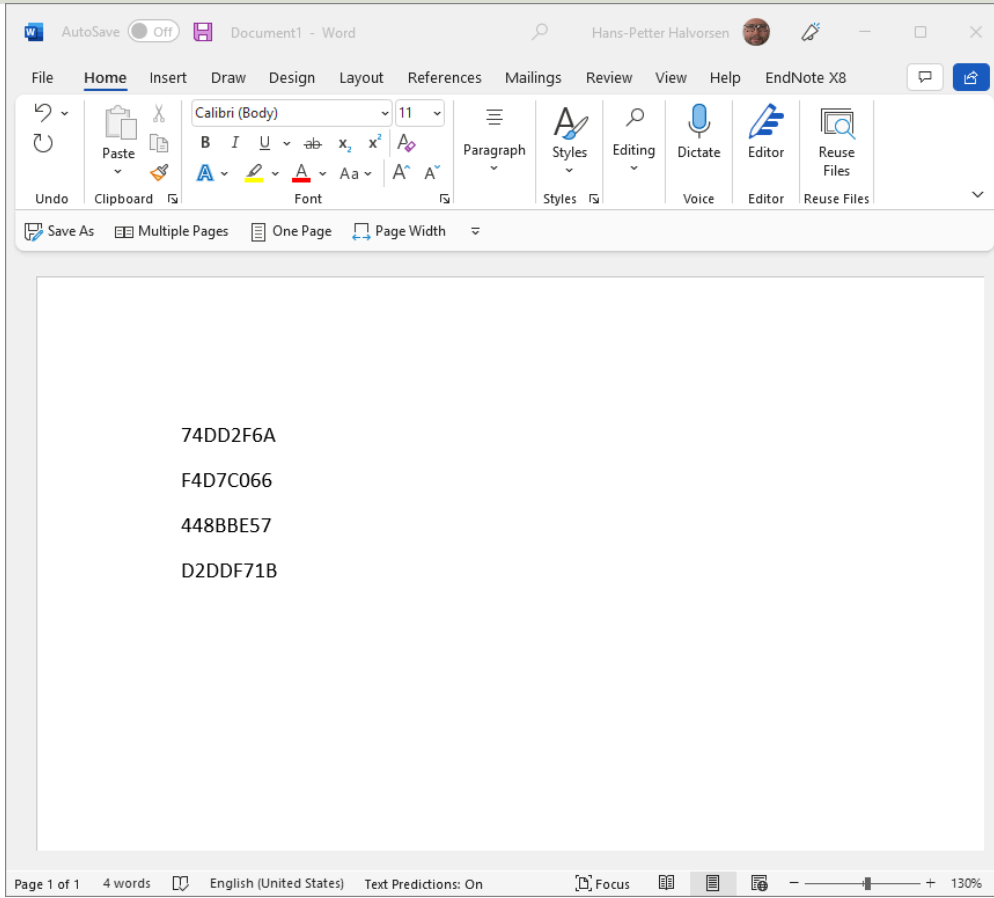 AutoSave Off Document1 - Word Hans-Petter Halvorsen
File Home Insert Draw Design Layout References Mailings Review View Help EndNote X8
Calibri (Body) 11
Paste
B I U ab x₂ x² A
A A Aa A A
Paragraph
Styles
Editing
Dictate
Editor
Reuse
Files
Undo Clipboard Font Styles Voice Editor Reuse Files
Save As Multiple Pages One Page Page Width
74DD2F6A
F4D7C066
448BBE57
D2DDF71B
Page 1 of 1 4 words English (United States) Text Predictions: On Focus 130%